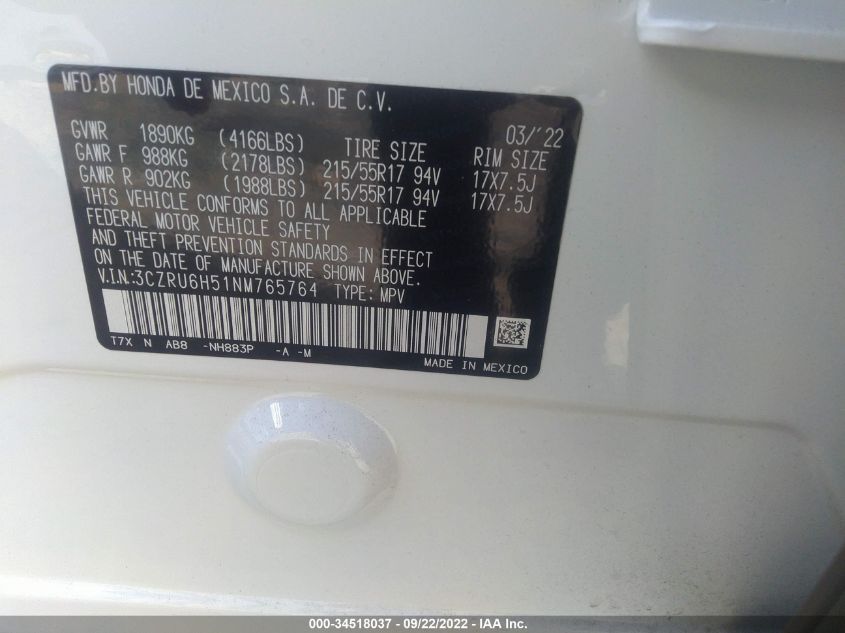 MFD.BY HONDA DE MEXICO S.A. DE C.V.
03/'22
GVWR 1890KG (4166LBS) TIRE SIZE RIM SIZE
GAWR F 988KG (2178LBS) 215/55R17 94V 17X7.5J
GAWR R 902KG (1988LBS) 215/55R17 94V 17X7.5J
THIS VEHICLE CONFORMS TO ALL APPLICABLE
FEDERAL MOTOR VEHICLE SAFETY
AND THEFT PREVENTION STANDARDS IN EFFECT
ON THE DATE OF MANUFACTURE SHOWN ABOVE.
V.I.N:3CZRU6H51NM765764 TYPE: MPV
T7X N AB8 -NH883P -A -M
MADE IN MEXICO
000-34518037 - 09/22/2022 - IAA Inc.